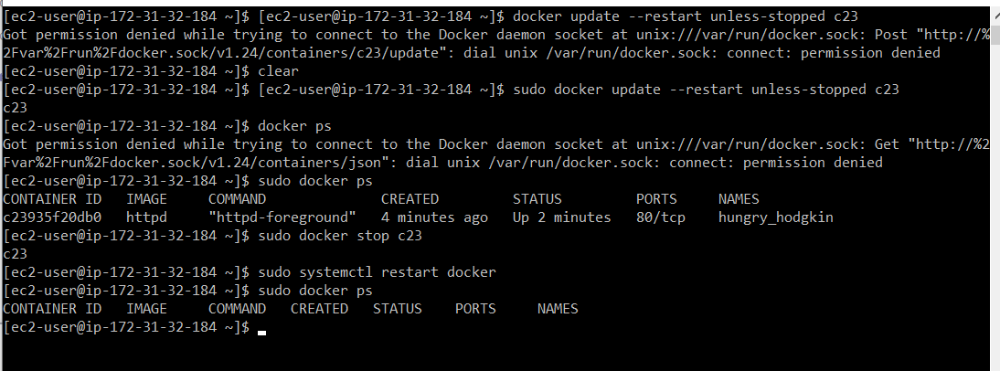 [ec2-user@ip-172-31-32-184 ~]$ [ec2-user@ip-172-31-32-184 ~]$ docker update --restart unless-stopped c23
Got permission denied while trying to connect to the Docker daemon socket at unix:///var/run/docker.sock: Post "http://%
2Fvar%2Frun%2Fdocker.sock/v1.24/containers/c23/update": dial unix /var/run/docker.sock: connect: permission denied
[ec2-user@ip-172-31-32-184 ~]$ clear
[ec2-user@ip-172-31-32-184 ~]$ [ec2-user@ip-172-31-32-184 ~]$ sudo docker update --restart unless-stopped c23
c23
[ec2-user@ip-172-31-32-184 ~]$ docker ps
Got permission denied while trying to connect to the Docker daemon socket at unix:///var/run/docker.sock: Get "http://%2
Fvar%2Frun%2Fdocker.sock/v1.24/containers/json": dial unix /var/run/docker.sock: connect: permission denied
[ec2-user@ip-172-31-32-184 ~]$ sudo docker ps
CONTAINER ID   IMAGE     COMMAND              CREATED         STATUS         PORTS     NAMES
c23935f20db0   httpd     "httpd-foreground"   4 minutes ago   Up 2 minutes   80/tcp    hungry_hodgkin
[ec2-user@ip-172-31-32-184 ~]$ sudo docker stop c23
c23
[ec2-user@ip-172-31-32-184 ~]$ sudo systemctl restart docker
[ec2-user@ip-172-31-32-184 ~]$ sudo docker ps
CONTAINER ID   IMAGE     COMMAND   CREATED   STATUS    PORTS     NAMES
[ec2-user@ip-172-31-32-184 ~]$